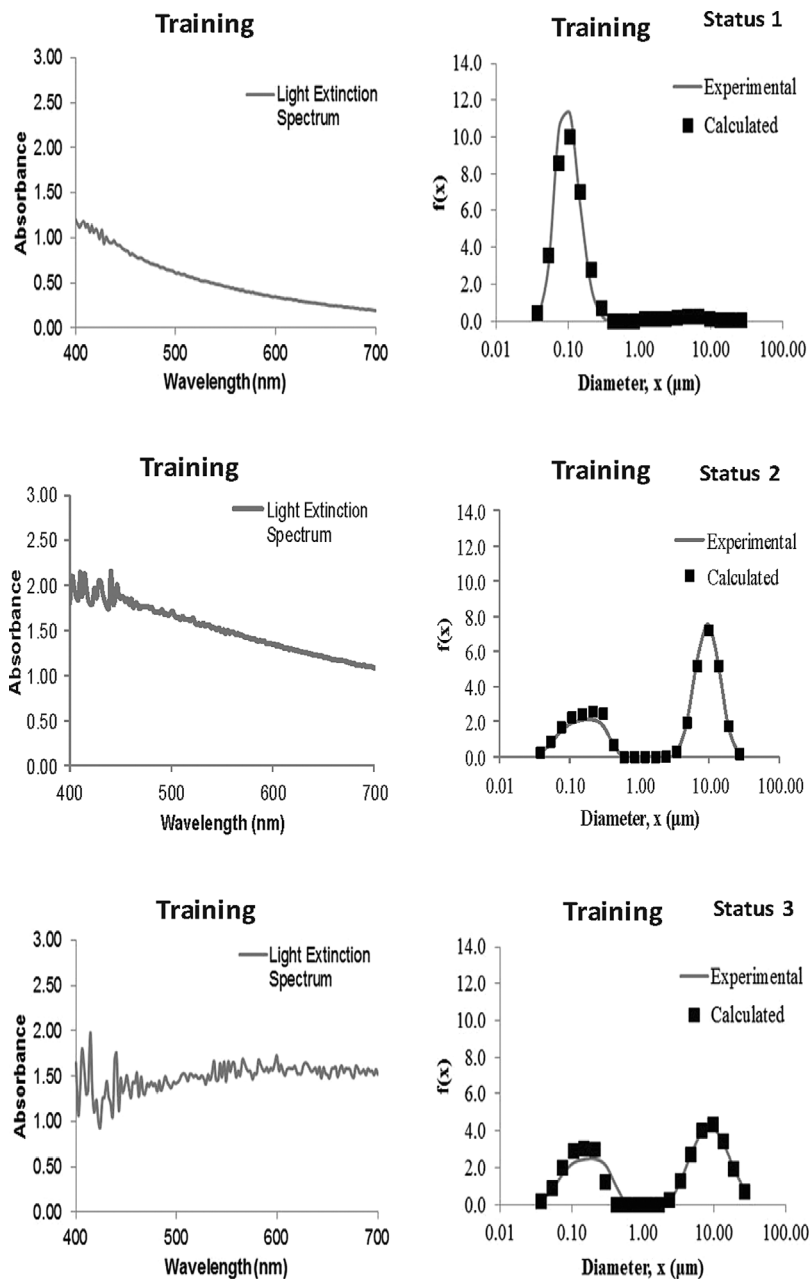 Training
Light Extinction
Spectrum
3.00
2.50
2.00
1.50
1.00
0.50
0.00
Absorbance
400 500 600 700
Wavelength (nm)
Training Status 1
Experimental
Calculated
14.0
12.0
10.0
8.0
6.0
4.0
2.0
0.0
f(x)
0.01 0.10 1.00 10.00 100.00
Diameter, x (µm)
Training
Light Extinction
Spectrum
3.00
2.50
2.00
1.50
1.00
0.50
0.00
Absorbance
400 500 600 700
Wavelength (nm)
Training Status 2
Experimental
Calculated
14.0
12.0
10.0
8.0
6.0
4.0
2.0
0.0
f(x)
0.01 0.10 1.00 10.00 100.00
Diameter, x (µm)
Training
Light Extinction
Spectrum
3.00
2.50
2.00
1.50
1.00
0.50
0.00
Absorbance
400 500 600 700
Wavelength (nm)
Training Status 3
Experimental
Calculated
14.0
12.0
10.0
8.0
6.0
4.0
2.0
0.0
f(x)
0.01 0.10 1.00 10.00 100.00
Diameter, x (µm)